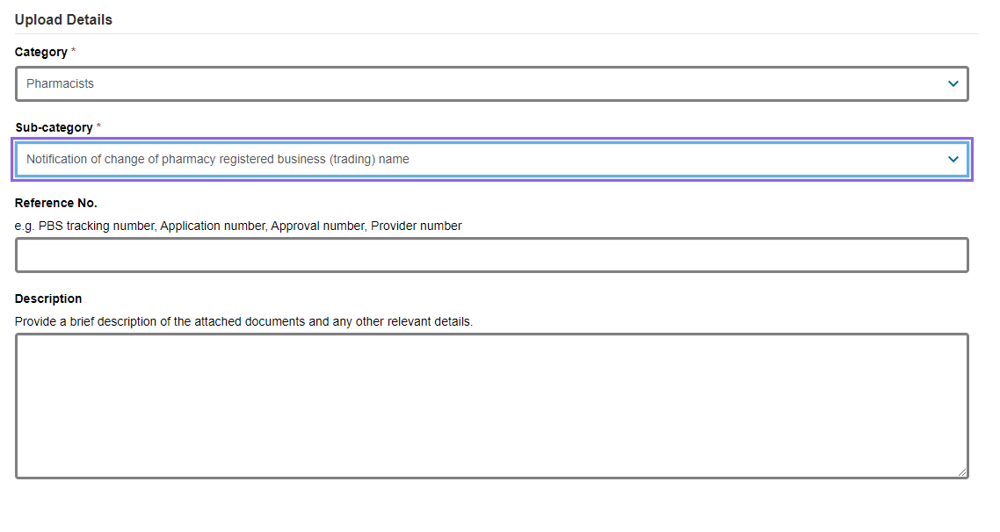 Upload Details
Category *
Pharmacists
Sub-category *
Notification of change of pharmacy registered business (trading) name
Reference No.
e.g. PBS tracking number, Application number, Approval number, Provider number
Description
Provide a brief description of the attached documents and any other relevant details.